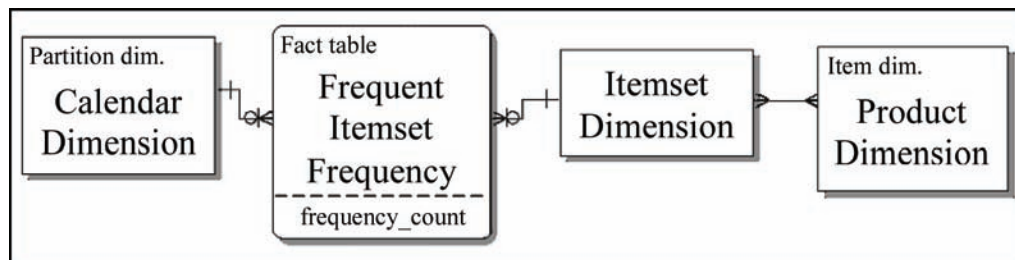 Partition dim.
Calendar
Dimension
Fact table
Frequent
Itemset
Frequency
frequency_count
Itemset
Dimension
Item dim.
Product
Dimension